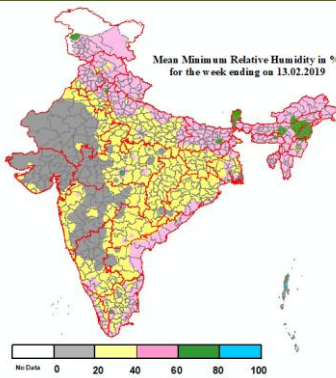 Mean Minimum Relative Humidity in %
for the week ending on 13.02.2019
No Data 0 20 40 60 80 100